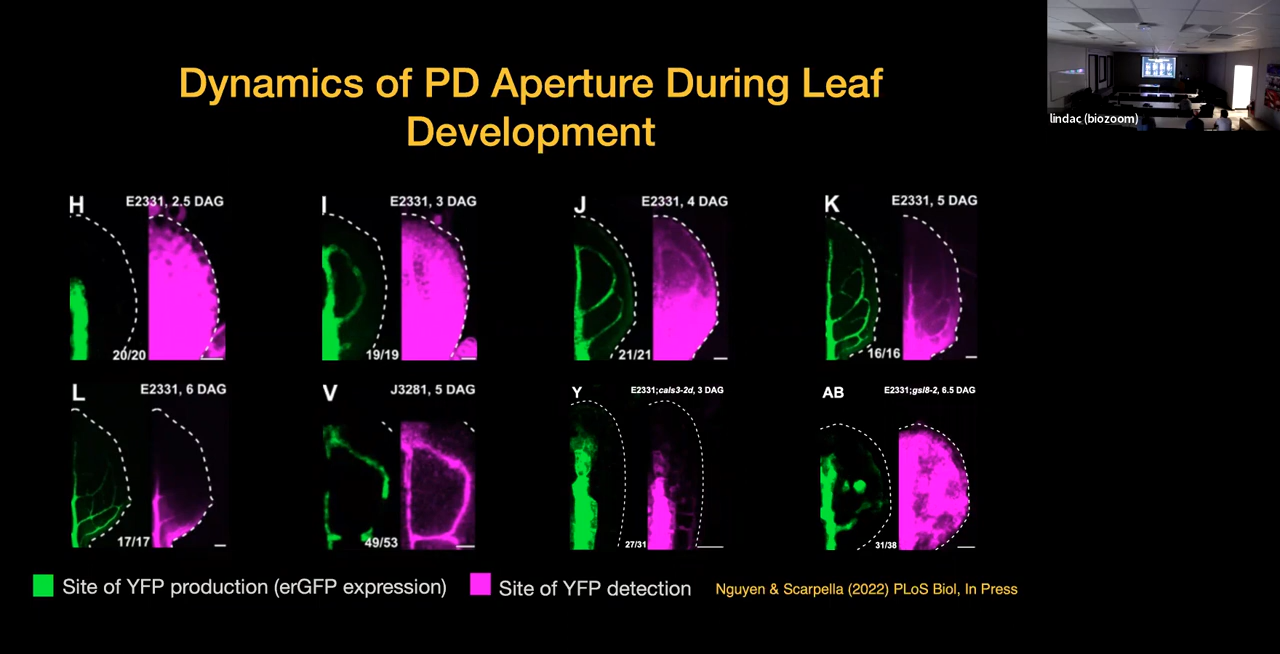 Dynamics of PD Aperture During Leaf
Development
lindac (biozoom)
H
E2331, 2.5 DAG
20/20
I
E2331, 3 DAG
19/19
J
E2331, 4 DAG
21/21
K
E2331, 5 DAG
16/16
L
E2331, 6 DAG
17/17
V
J3281, 5 DAG
49/53
Y
E2331;cals3-2d, 3 DAG
27/31
AB
E2331;gsl8-2, 6.5 DAG
31/38
Site of YFP production (erGFP expression)
Site of YFP detection
Nguyen & Scarpella (2022) PLoS Biol, In Press